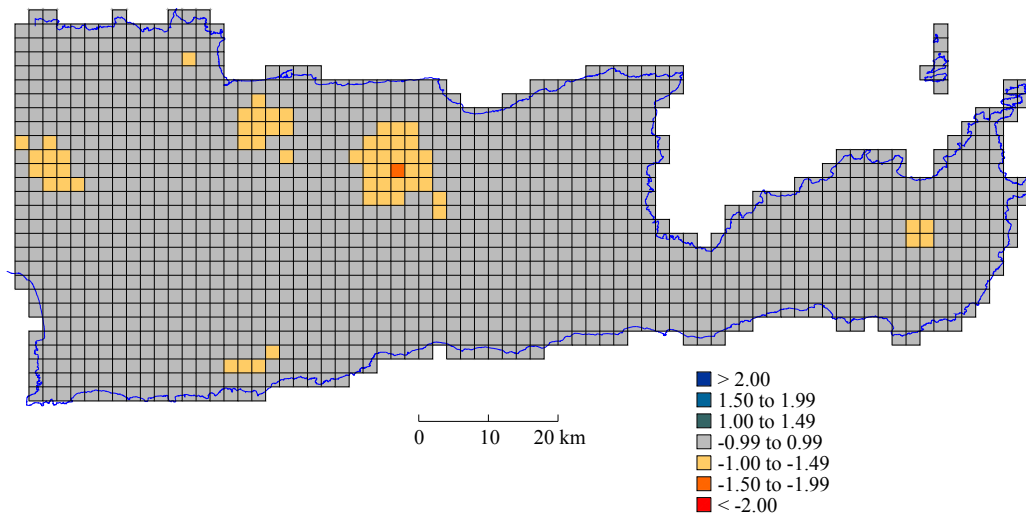 > 2.00
1.50 to 1.99
1.00 to 1.49
-0.99 to 0.99
-1.00 to -1.49
-1.50 to -1.99
< -2.00
0 10 20 km